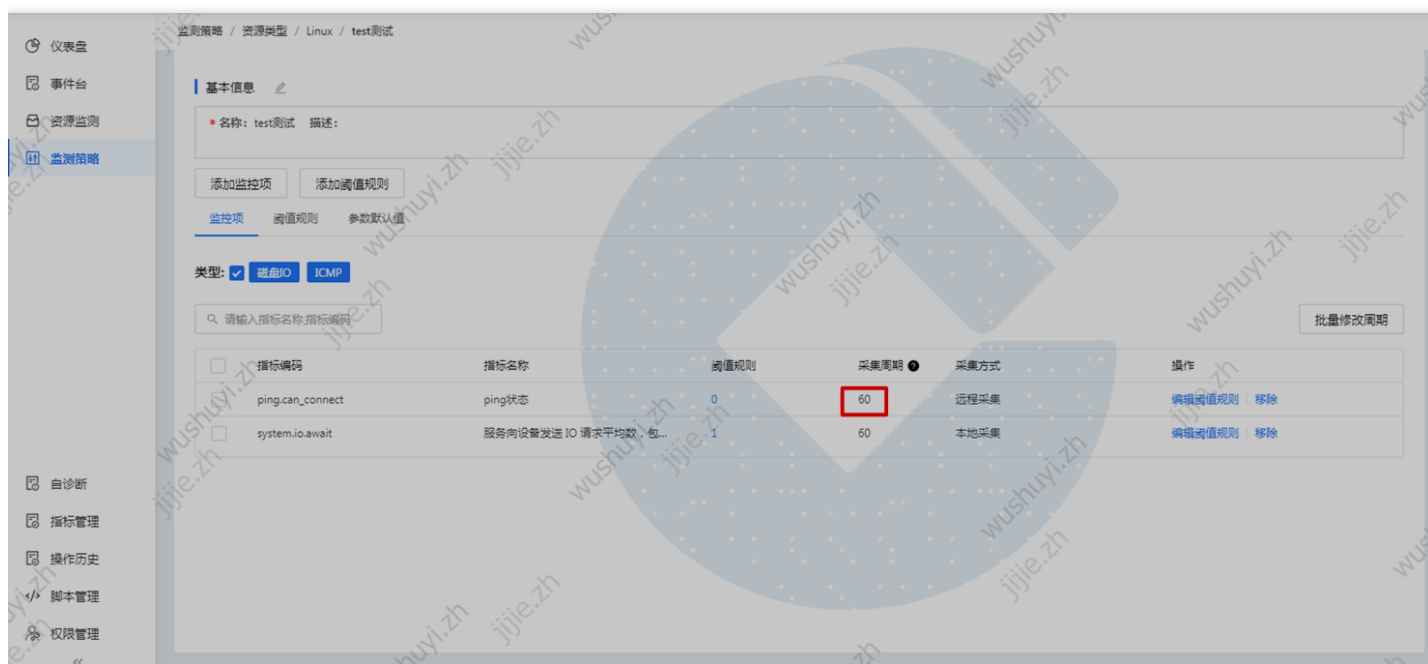 监测策略 / 资源类型 / Linux / test测试
仪表盘
事件台
资源监测
监测策略
自诊断
指标管理
操作历史
脚本管理
权限管理
基本信息
* 名称: test测试 描述:
添加监控项 添加阈值规则
监控项 阈值规则 参数默认值
类型: 磁盘IO ICMP
请输入指标名称,指标编码
批量修改周期
指标编码 指标名称 阈值规则 采集周期 采集方式 操作
ping.can_connect ping状态 0 60 远程采集 编辑阈值规则 移除
system.io.await 服务向设备发送 IO 请求平均数，包... 1 60 本地采集 编辑阈值规则 移除
wushuyi.zh
jijie.zh